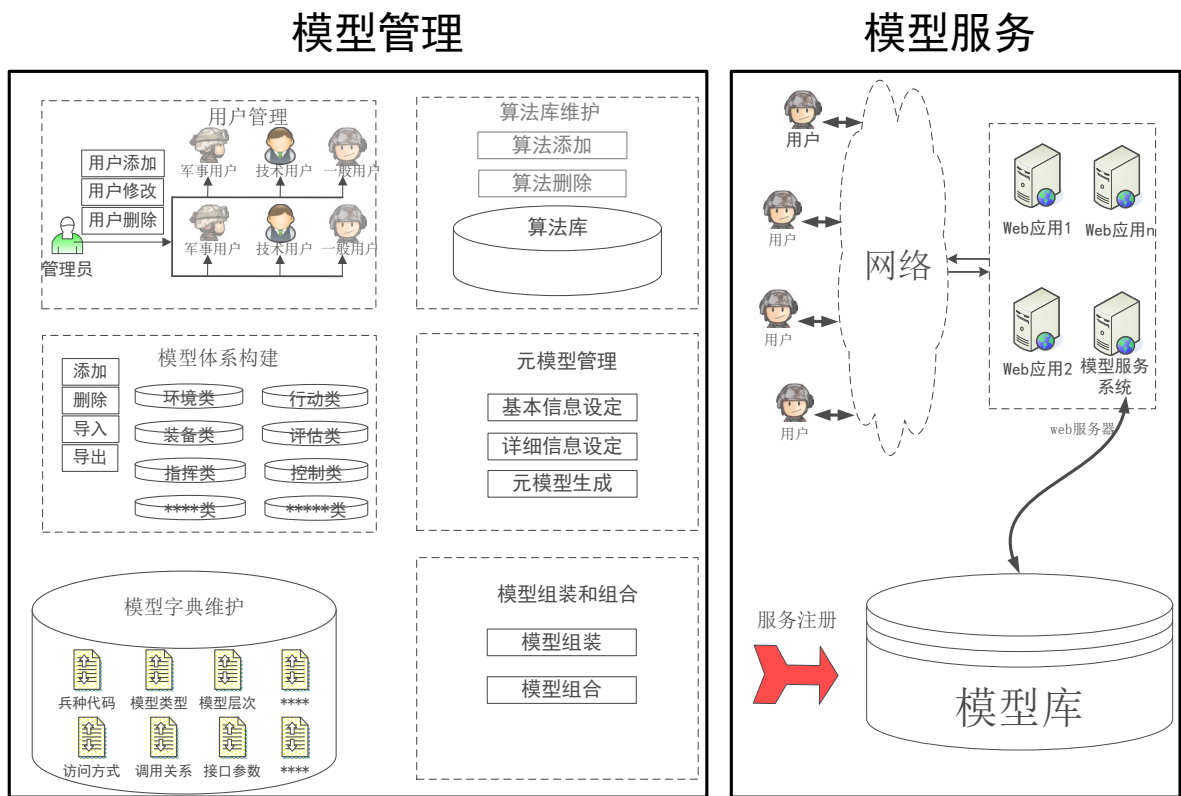 模型管理
模型服务
用户管理
用户添加
用户修改
用户删除
管理员
军事用户
技术用户
一般用户
军事用户
技术用户
一般用户
算法库维护
算法添加
算法删除
算法库
模型体系构建
添加
删除
导入
导出
环境类
行动类
装备类
评估类
指挥类
控制类
****类
*****类
元模型管理
基本信息设定
详细信息设定
元模型生成
模型字典维护
兵种代码
模型类型
模型层次
****
访问方式
调用关系
接口参数
****
模型组装和组合
模型组装
模型组合
用户
用户
用户
用户
网络
Web应用1
Web应用n
Web应用2
模型服务
系统
web服务器
服务注册
模型库